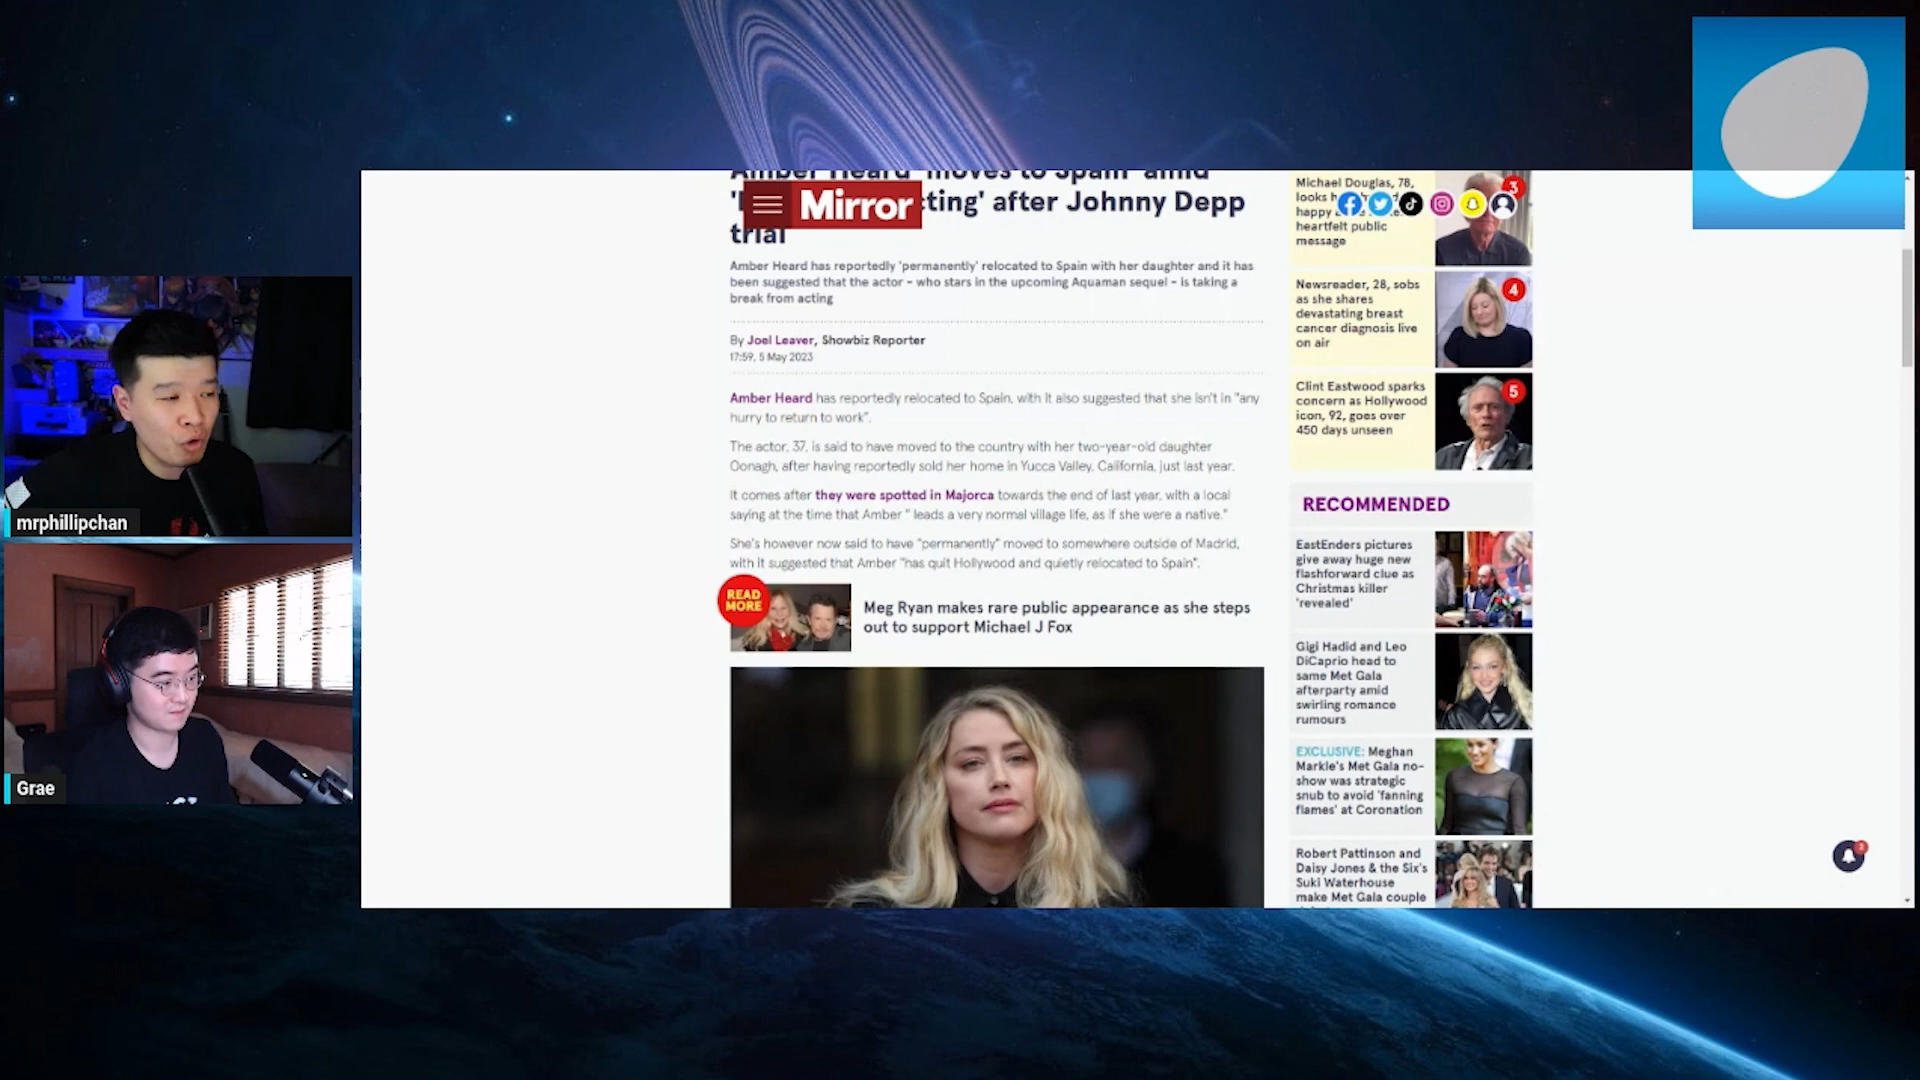 Amber Heard 'moves to Spain' amid
cting' after Johnny Depp
trial
Mirror
Amber Heard has reportedly 'permanently' relocated to Spain with her daughter and it has
been suggested that the actor - who stars in the upcoming Aquaman sequel - is taking a
break from acting
By Joel Leaver, Showbiz Reporter
17:59, 5 May 2023
Amber Heard has reportedly relocated to Spain, with it also suggested that she isn't in "any
hurry to return to work".
The actor, 37, is said to have moved to the country with her two-year-old daughter
Oonagh, after having reportedly sold her home in Yucca Valley, California, just last year.
It comes after they were spotted in Majorca towards the end of last year, with a local
saying at the time that Amber " leads a very normal village life, as if she were a native."
She's however now said to have "permanently" moved to somewhere outside of Madrid,
with it suggested that Amber "has quit Hollywood and quietly relocated to Spain".
READ
MORE
Meg Ryan makes rare public appearance as she steps
out to support Michael J Fox
Michael Douglas, 78,
looks
happy
heartfelt public
message
3
Newsreader, 28, sobs
as she shares
devastating breast
cancer diagnosis live
on air
4
Clint Eastwood sparks
concern as Hollywood
icon, 92, goes over
450 days unseen
5
RECOMMENDED
EastEnders pictures
give away huge new
flashforward clue as
Christmas killer
'revealed'
Gigi Hadid and Leo
DiCaprio head to
same Met Gala
afterparty amid
swirling romance
rumours
EXCLUSIVE: Meghan
Markle's Met Gala no-
show was strategic
snub to avoid 'fanning
flames' at Coronation
Robert Pattinson and
Daisy Jones & the Six's
Suki Waterhouse
make Met Gala couple
mrphillipchan
Grae